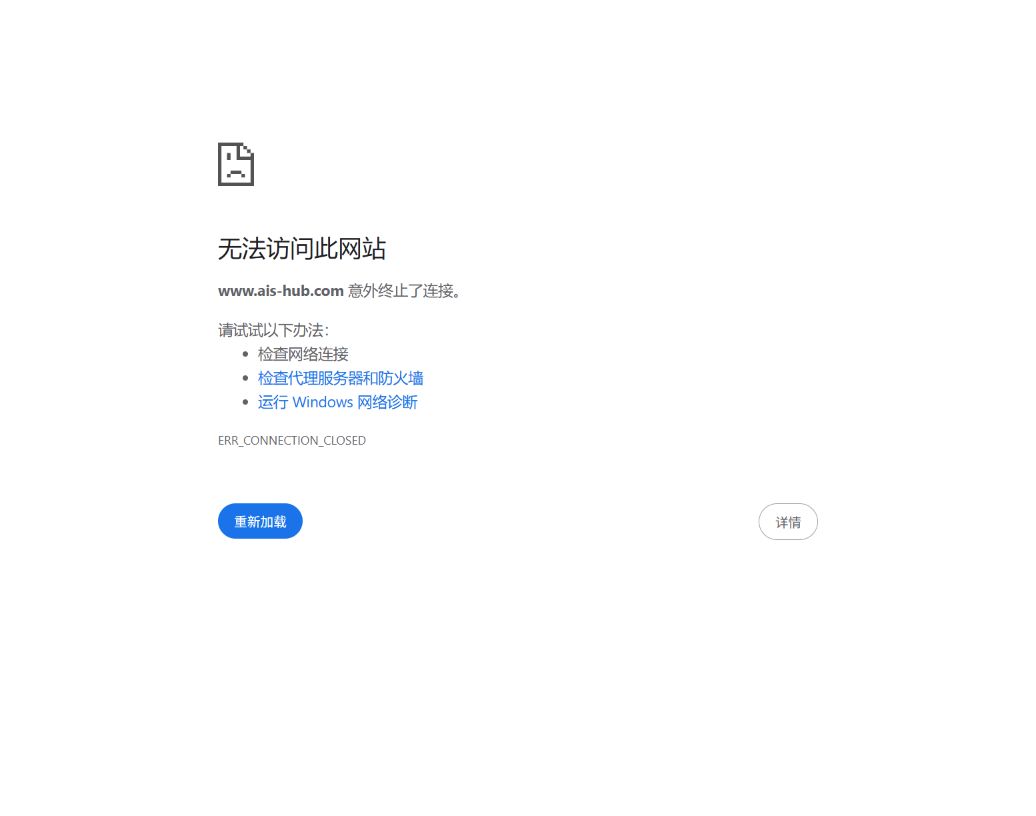 无法访问此网站
www.ais-hub.com 意外终止了连接。
请试试以下办法：
检查网络连接
检查代理服务器和防火墙
运行 Windows 网络诊断
ERR_CONNECTION_CLOSED
重新加载
详情